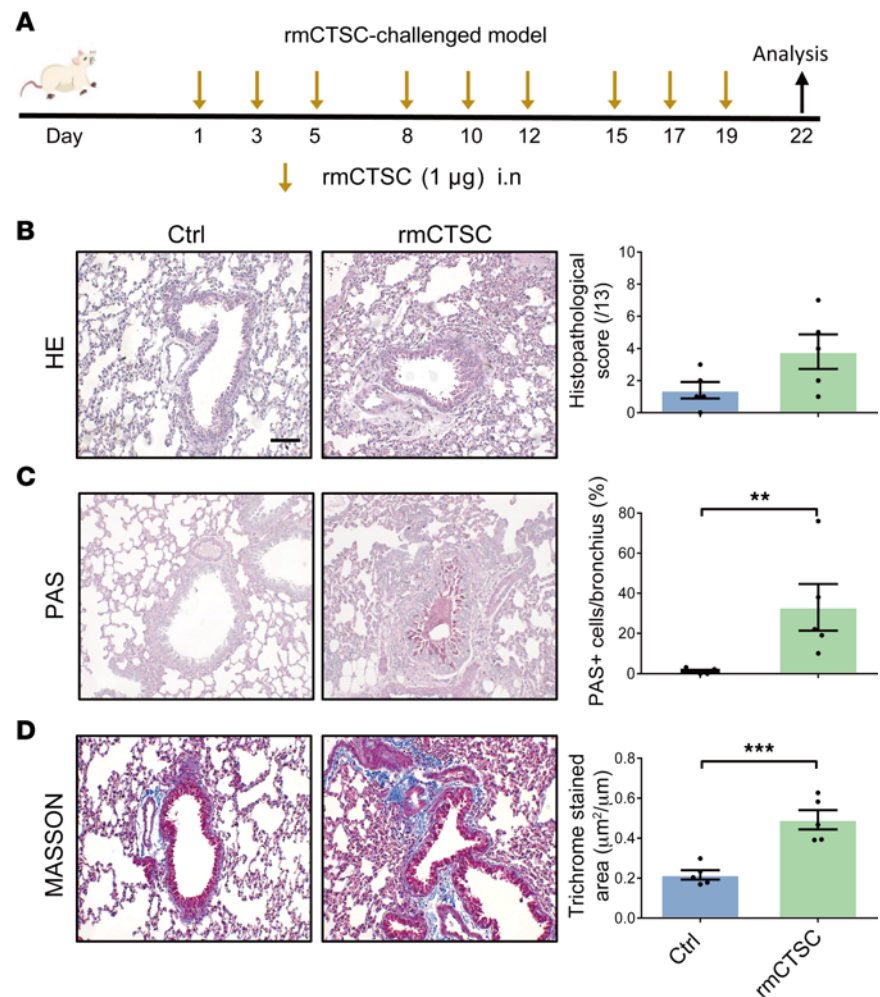 A
rmCTSC-challenged model
Analysis
Day 1 3 5 8 10 12 15 17 19 22
rmCTSC (1 µg) i.n
B
Ctrl rmCTSC
HE
Histopathological
score (/13)
10
8
6
4
2
0
C
PAS
PAS+ cells/bronchius (%)
80
60
40
20
0
**
D
MASSON
Trichrome stained
area (µm²/µm)
0.8
0.6
0.4
0.2
0.0
***
Ctrl
rmCTSC